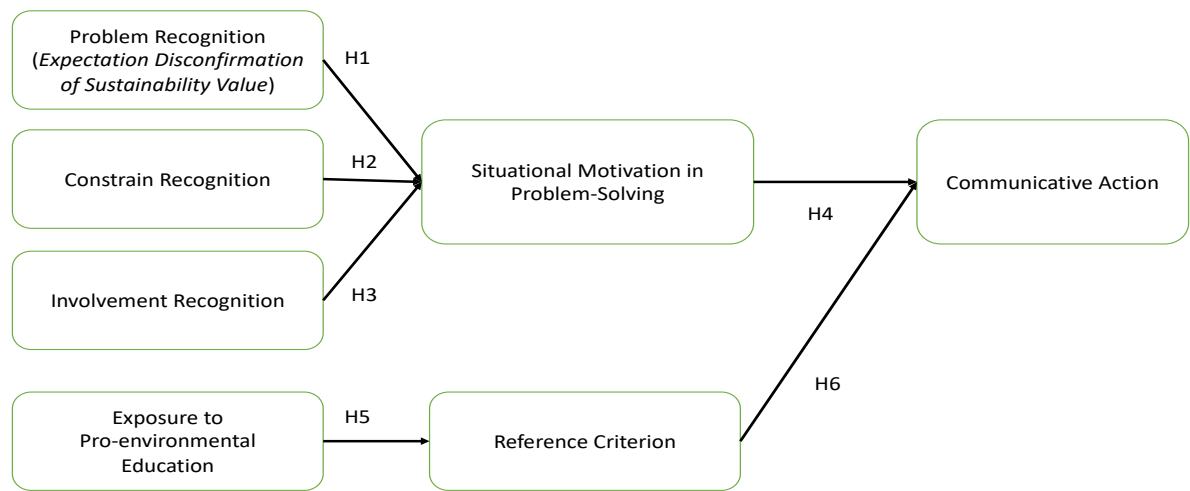 Problem Recognition
(Expectation Disconfirmation
of Sustainability Value)
H1
Constrain Recognition
H2
Involvement Recognition
H3
Situational Motivation in
Problem-Solving
H4
Communicative Action
Exposure to
Pro-environmental
Education
H5
Reference Criterion
H6